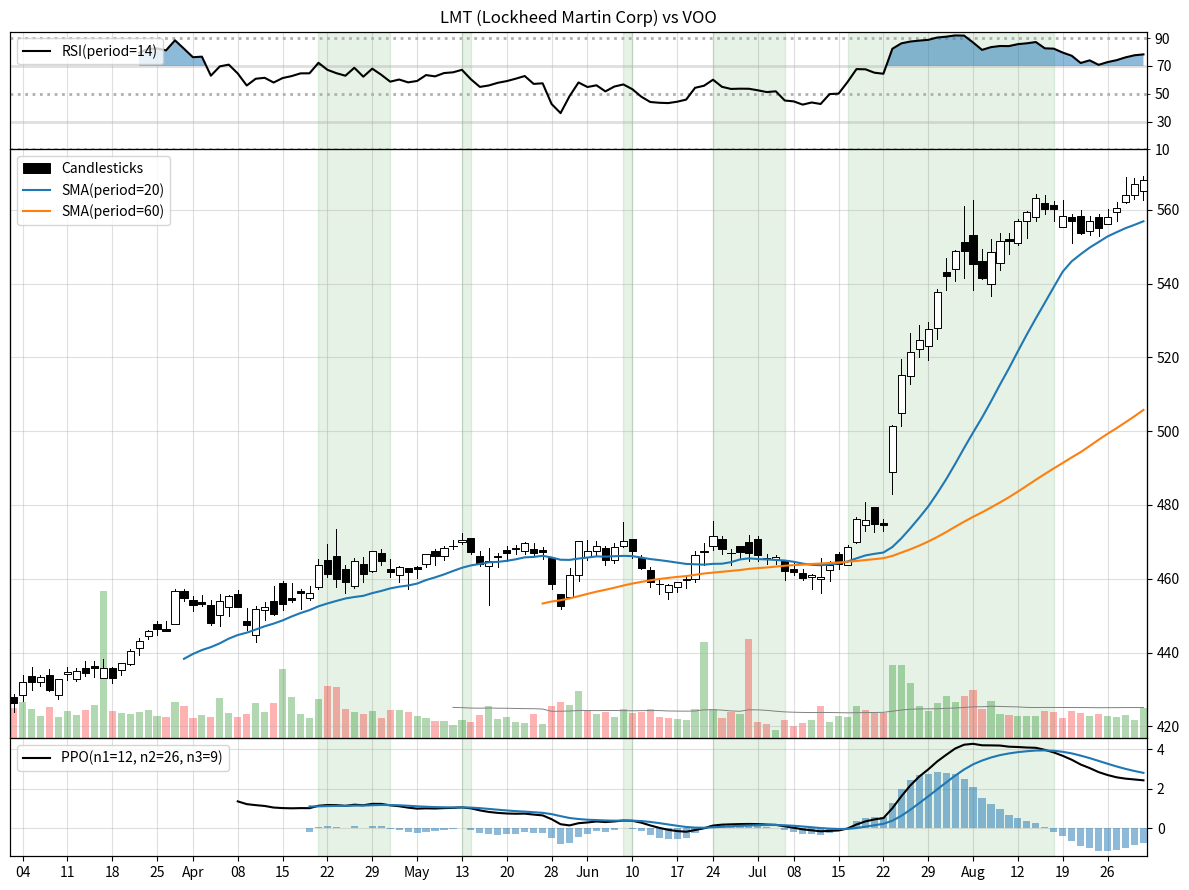 LMT (Lockheed Martin Corp) vs VOO
RSI(period=14)
90
70
50
30
10
Candlesticks
SMA(period=20)
SMA(period=60)
560
540
520
500
480
460
440
420
PPO(n1=12, n2=26, n3=9)
4
2
0
04 11 18 25 Apr 08 15 22 29 May 13 20 28 Jun 10 17 24 Jul 08 15 22 29 Aug 12 19 26